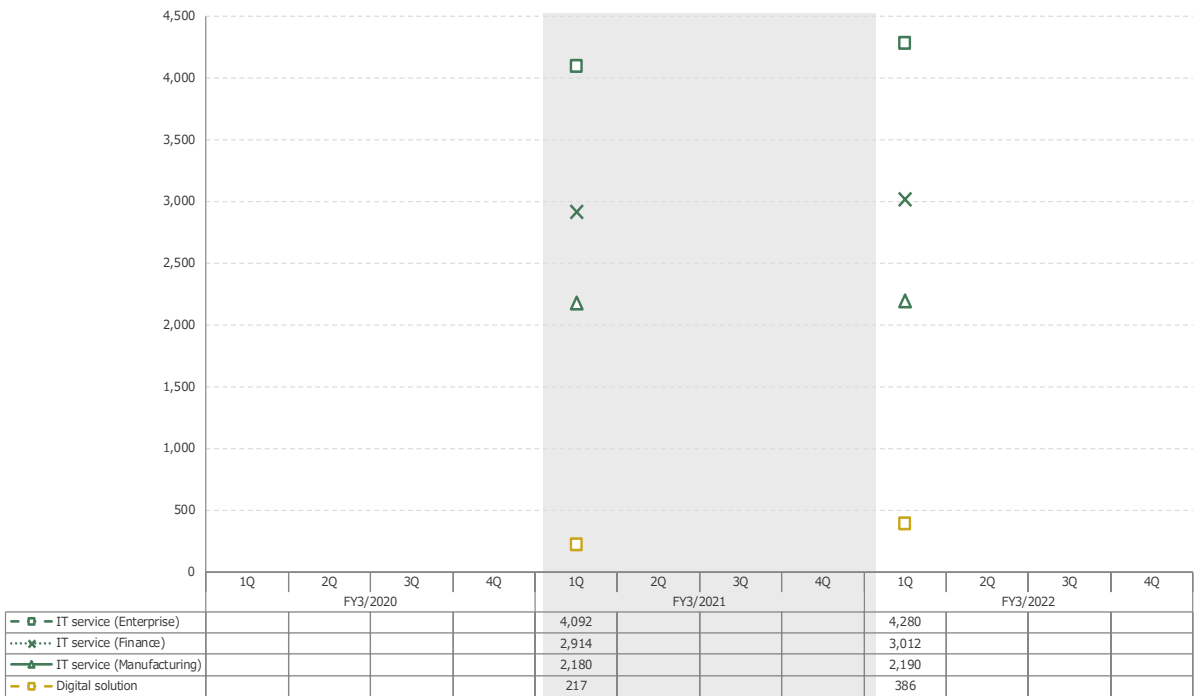 4,500
4,000
3,500
3,000
2,500
2,000
1,500
1,000
500
0
1Q 2Q 3Q 4Q 1Q 2Q 3Q 4Q 1Q 2Q 3Q 4Q
FY3/2020 FY3/2021 FY3/2022
IT service (Enterprise) 4,092 4,280
IT service (Finance) 2,914 3,012
IT service (Manufacturing) 2,180 2,190
Digital solution 217 386